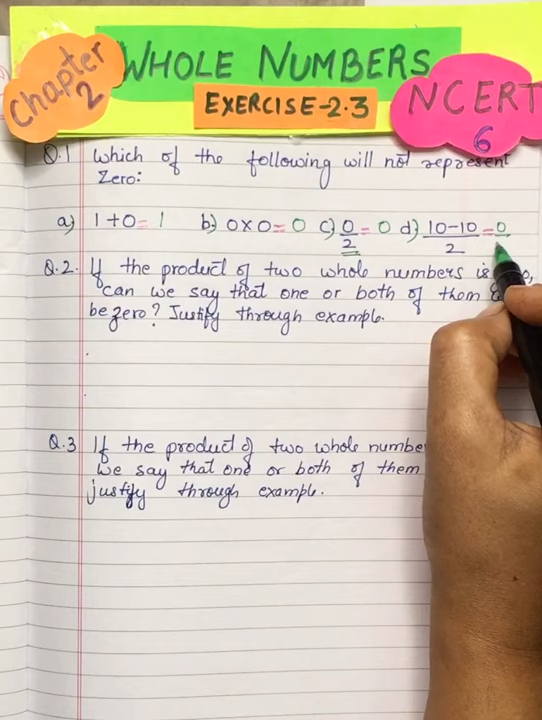 Chapter 2
WHOLE NUMBERS
EXERCISE-2.3
NCERT
6
Q.1 Which of the following will not represent
Zero:
a) 1+0=1 b) 0×0=0 c) 0/2=0 d) 10-10/2=0
Q.2. If the product of two whole numbers is
can we say that one or both of them
be zero? Justify through example.
Q.3 If the product of two whole
we say that one or both of them
justify through example.